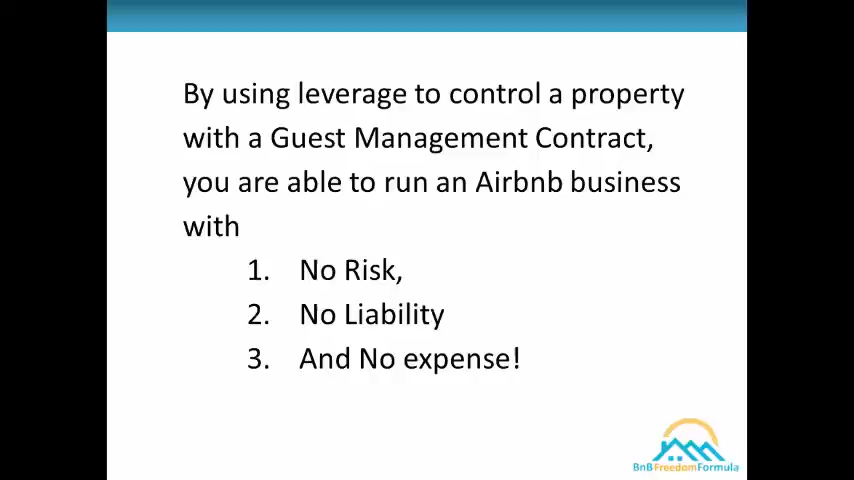 By using leverage to control a property
with a Guest Management Contract,
you are able to run an Airbnb business
with
1. No Risk,
2. No Liability
3. And No expense!
BnBFreedomFormula